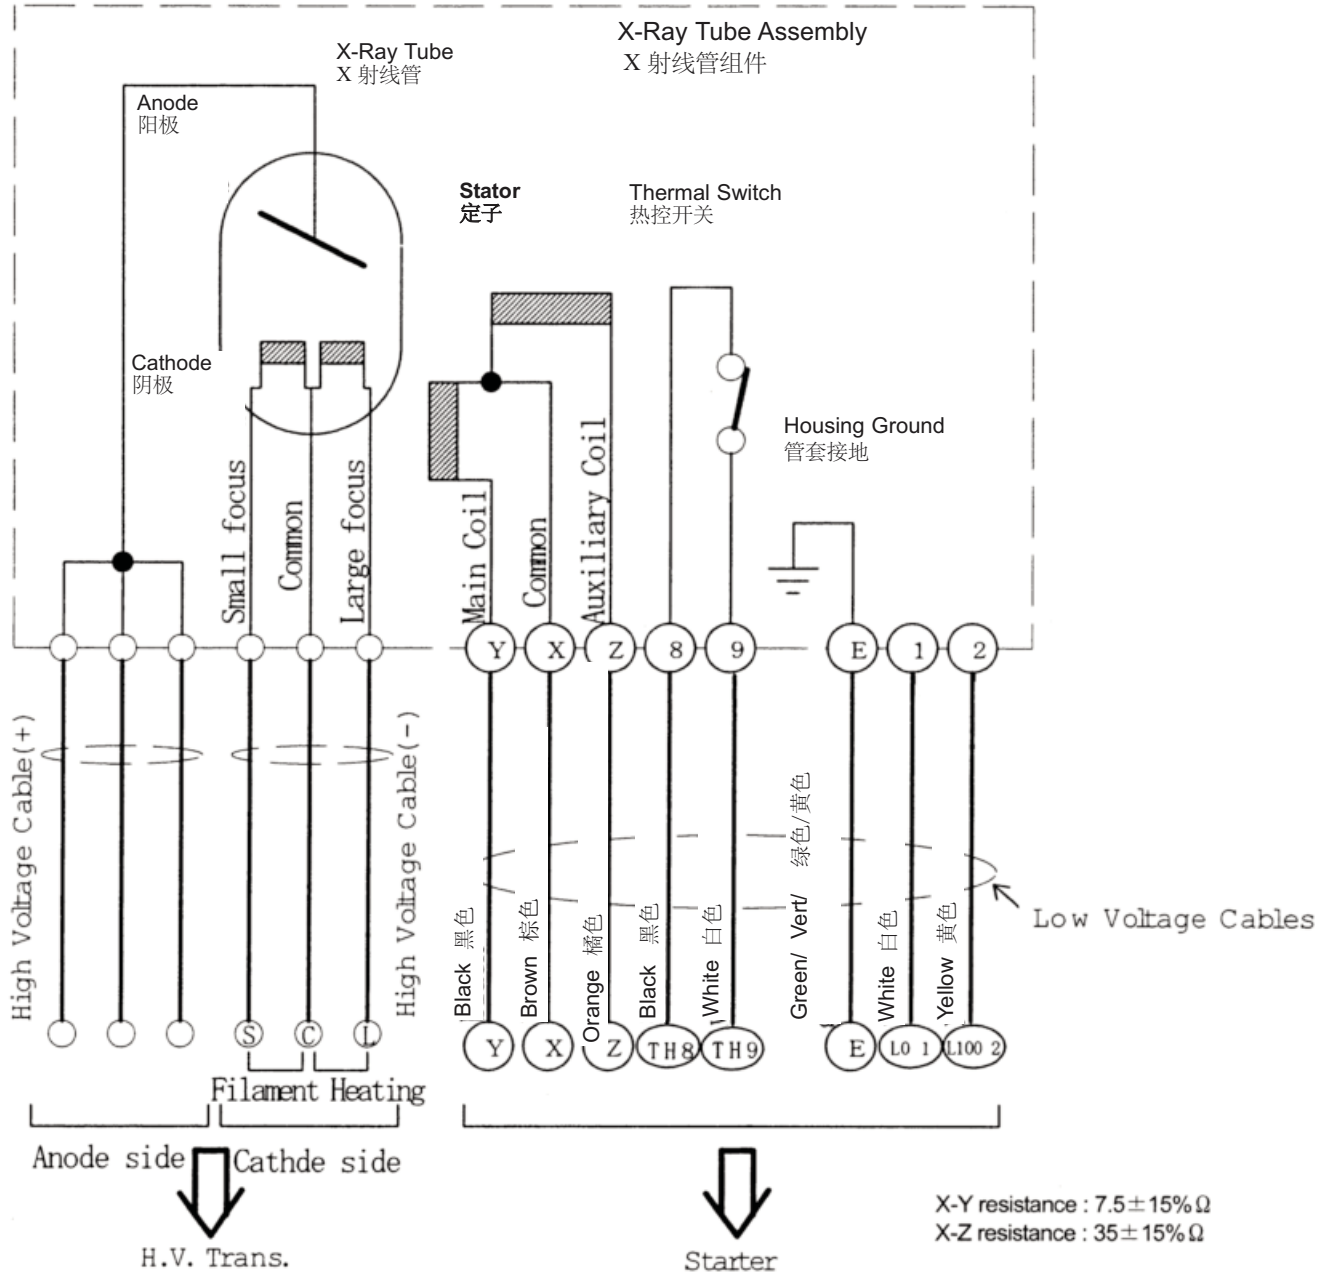 X-Ray Tube Assembly
X 射线管组件
X-Ray Tube
X 射线管
Anode
阳极
Stator
定子
Thermal Switch
热控开关
Cathode
阴极
Housing Ground
管套接地
Small focus
Common
Large focus
Main Coil
Common
Auxiliary Coil
Y
X
Z
8
9
E
1
2
High Voltage Cable(+)
High Voltage Cable(-)
Black 黑色
Brown 棕色
Orange 橘色
Black 黑色
White 白色
Green/ Vert/ 绿色/黄色
White 白色
Yellow 黄色
Low Voltage Cables
S
C
L
Y
X
Z
TH8
TH9
E
LO 1
L100 2
Filament Heating
Anode side
Cathde side
H.V. Trans.
Starter
X-Y resistance : 7.5±15%Ω
X-Z resistance : 35±15%Ω